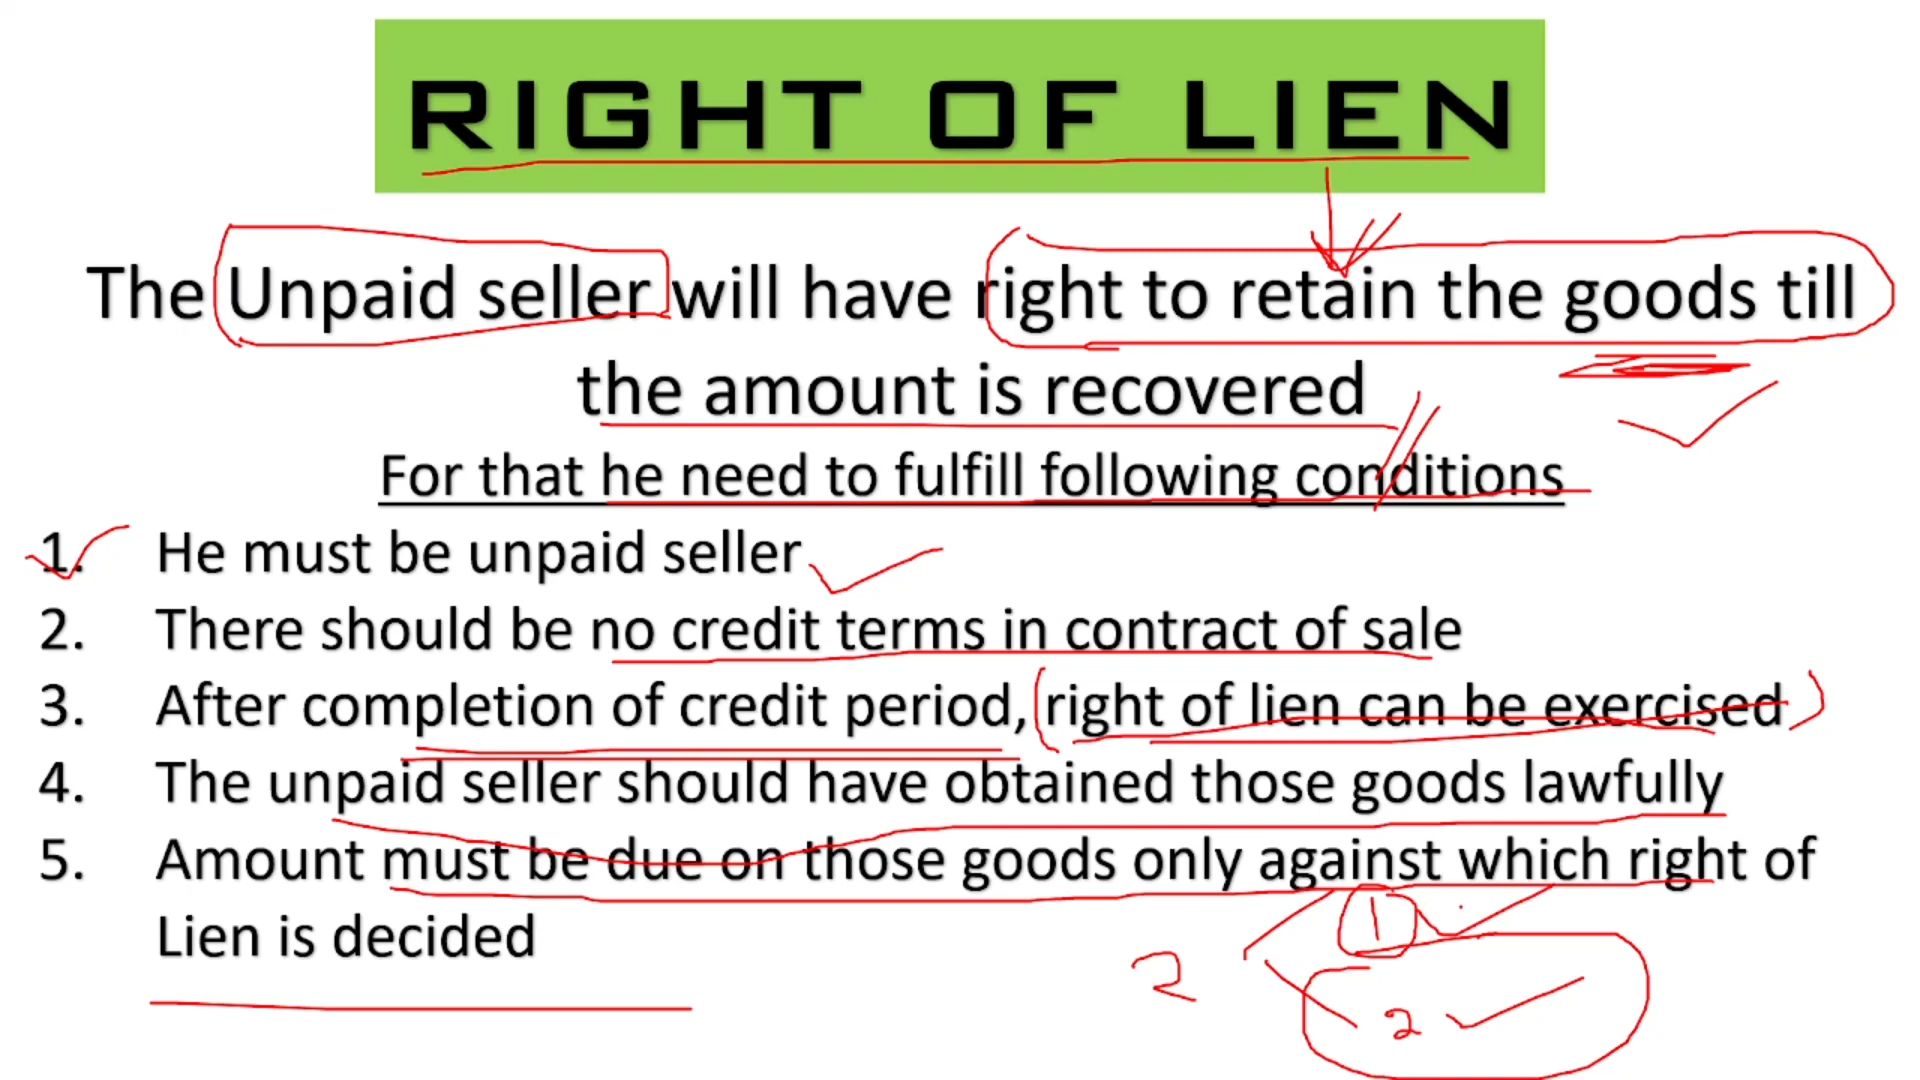 RIGHT OF LIEN
The Unpaid seller will have right to retain the goods till
the amount is recovered
For that he need to fulfill following conditions
1. He must be unpaid seller
2. There should be no credit terms in contract of sale
3. After completion of credit period, right of lien can be exercised
4. The unpaid seller should have obtained those goods lawfully
5. Amount must be due on those goods only against which right of
Lien is decided
1
2
2